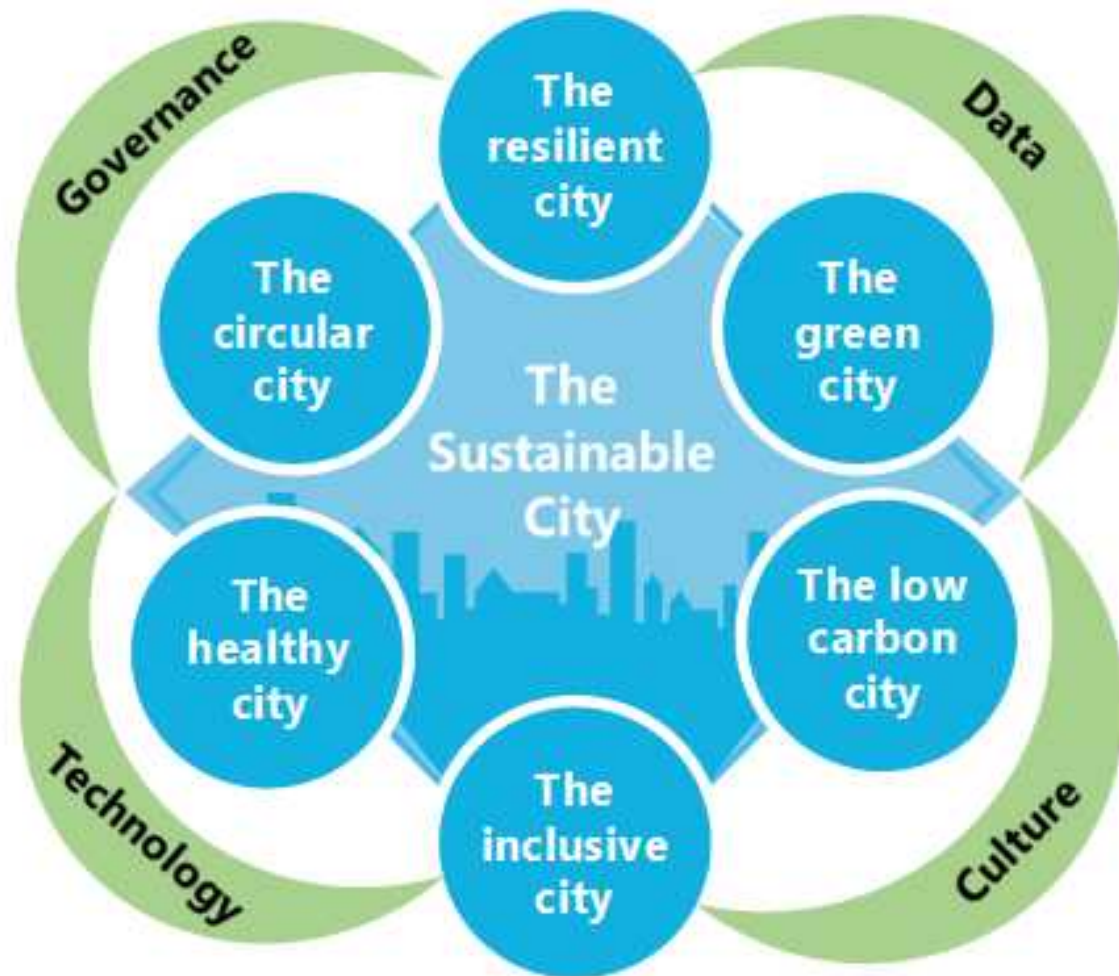 Governance
Data
The
resilient
city
The
circular
city
The
green
city
The
Sustainable
City
The
healthy
city
The low
carbon
city
The
inclusive
city
Technology
Culture